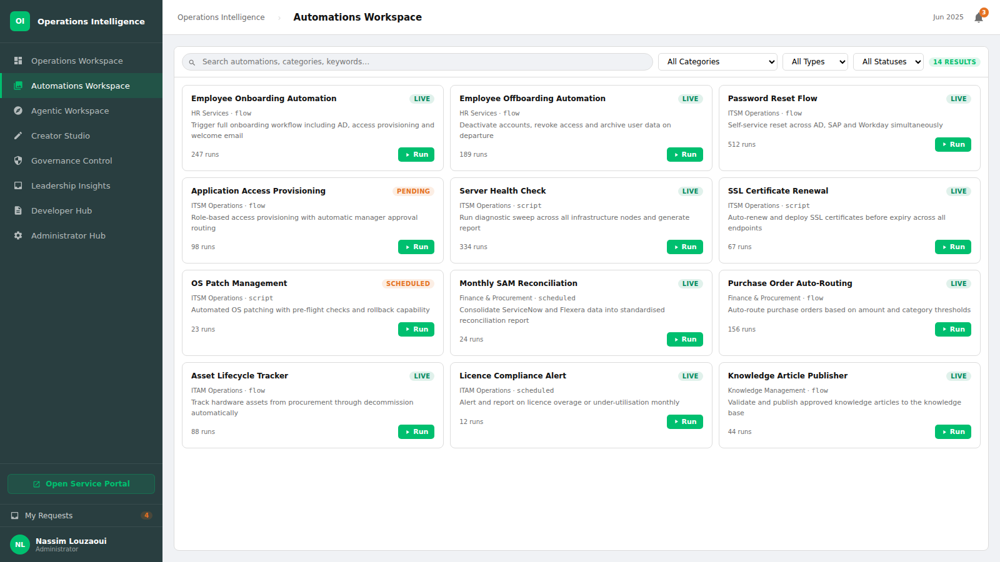 OI
Operations Intelligence
Operations Workspace
Automations Workspace
Agentic Workspace
Creator Studio
Governance Control
Leadership Insights
Developer Hub
Administrator Hub
Open Service Portal
My Requests 4
NL
Nassim Louzaoui
Administrator
Operations Intelligence › Automations Workspace
Jun 2025 3
Search automations, categories, keywords...
All Categories
All Types
All Statuses
14 RESULTS
Employee Onboarding Automation LIVE
HR Services · flow
Trigger full onboarding workflow including AD, access provisioning and
welcome email
247 runs Run
Employee Offboarding Automation LIVE
HR Services · flow
Deactivate accounts, revoke access and archive user data on
departure
189 runs Run
Password Reset Flow LIVE
ITSM Operations · flow
Self-service reset across AD, SAP and Workday simultaneously
512 runs Run
Application Access Provisioning PENDING
ITSM Operations · flow
Role-based access provisioning with automatic manager approval
routing
98 runs Run
Server Health Check LIVE
ITSM Operations · script
Run diagnostic sweep across all infrastructure nodes and generate
report
334 runs Run
SSL Certificate Renewal LIVE
ITSM Operations · script
Auto-renew and deploy SSL certificates before expiry across all
endpoints
67 runs Run
OS Patch Management SCHEDULED
ITSM Operations · script
Automated OS patching with pre-flight checks and rollback capability
23 runs Run
Monthly SAM Reconciliation LIVE
Finance & Procurement · scheduled
Consolidate ServiceNow and Flexera data into standardised
reconciliation report
24 runs Run
Purchase Order Auto-Routing LIVE
Finance & Procurement · flow
Auto-route purchase orders based on amount and category thresholds
156 runs Run
Asset Lifecycle Tracker LIVE
ITAM Operations · flow
Track hardware assets from procurement through decommission
automatically
88 runs Run
Licence Compliance Alert LIVE
ITAM Operations · scheduled
Alert and report on licence overage or under-utilisation monthly
12 runs Run
Knowledge Article Publisher LIVE
Knowledge Management · flow
Validate and publish approved knowledge articles to the knowledge
base
44 runs Run